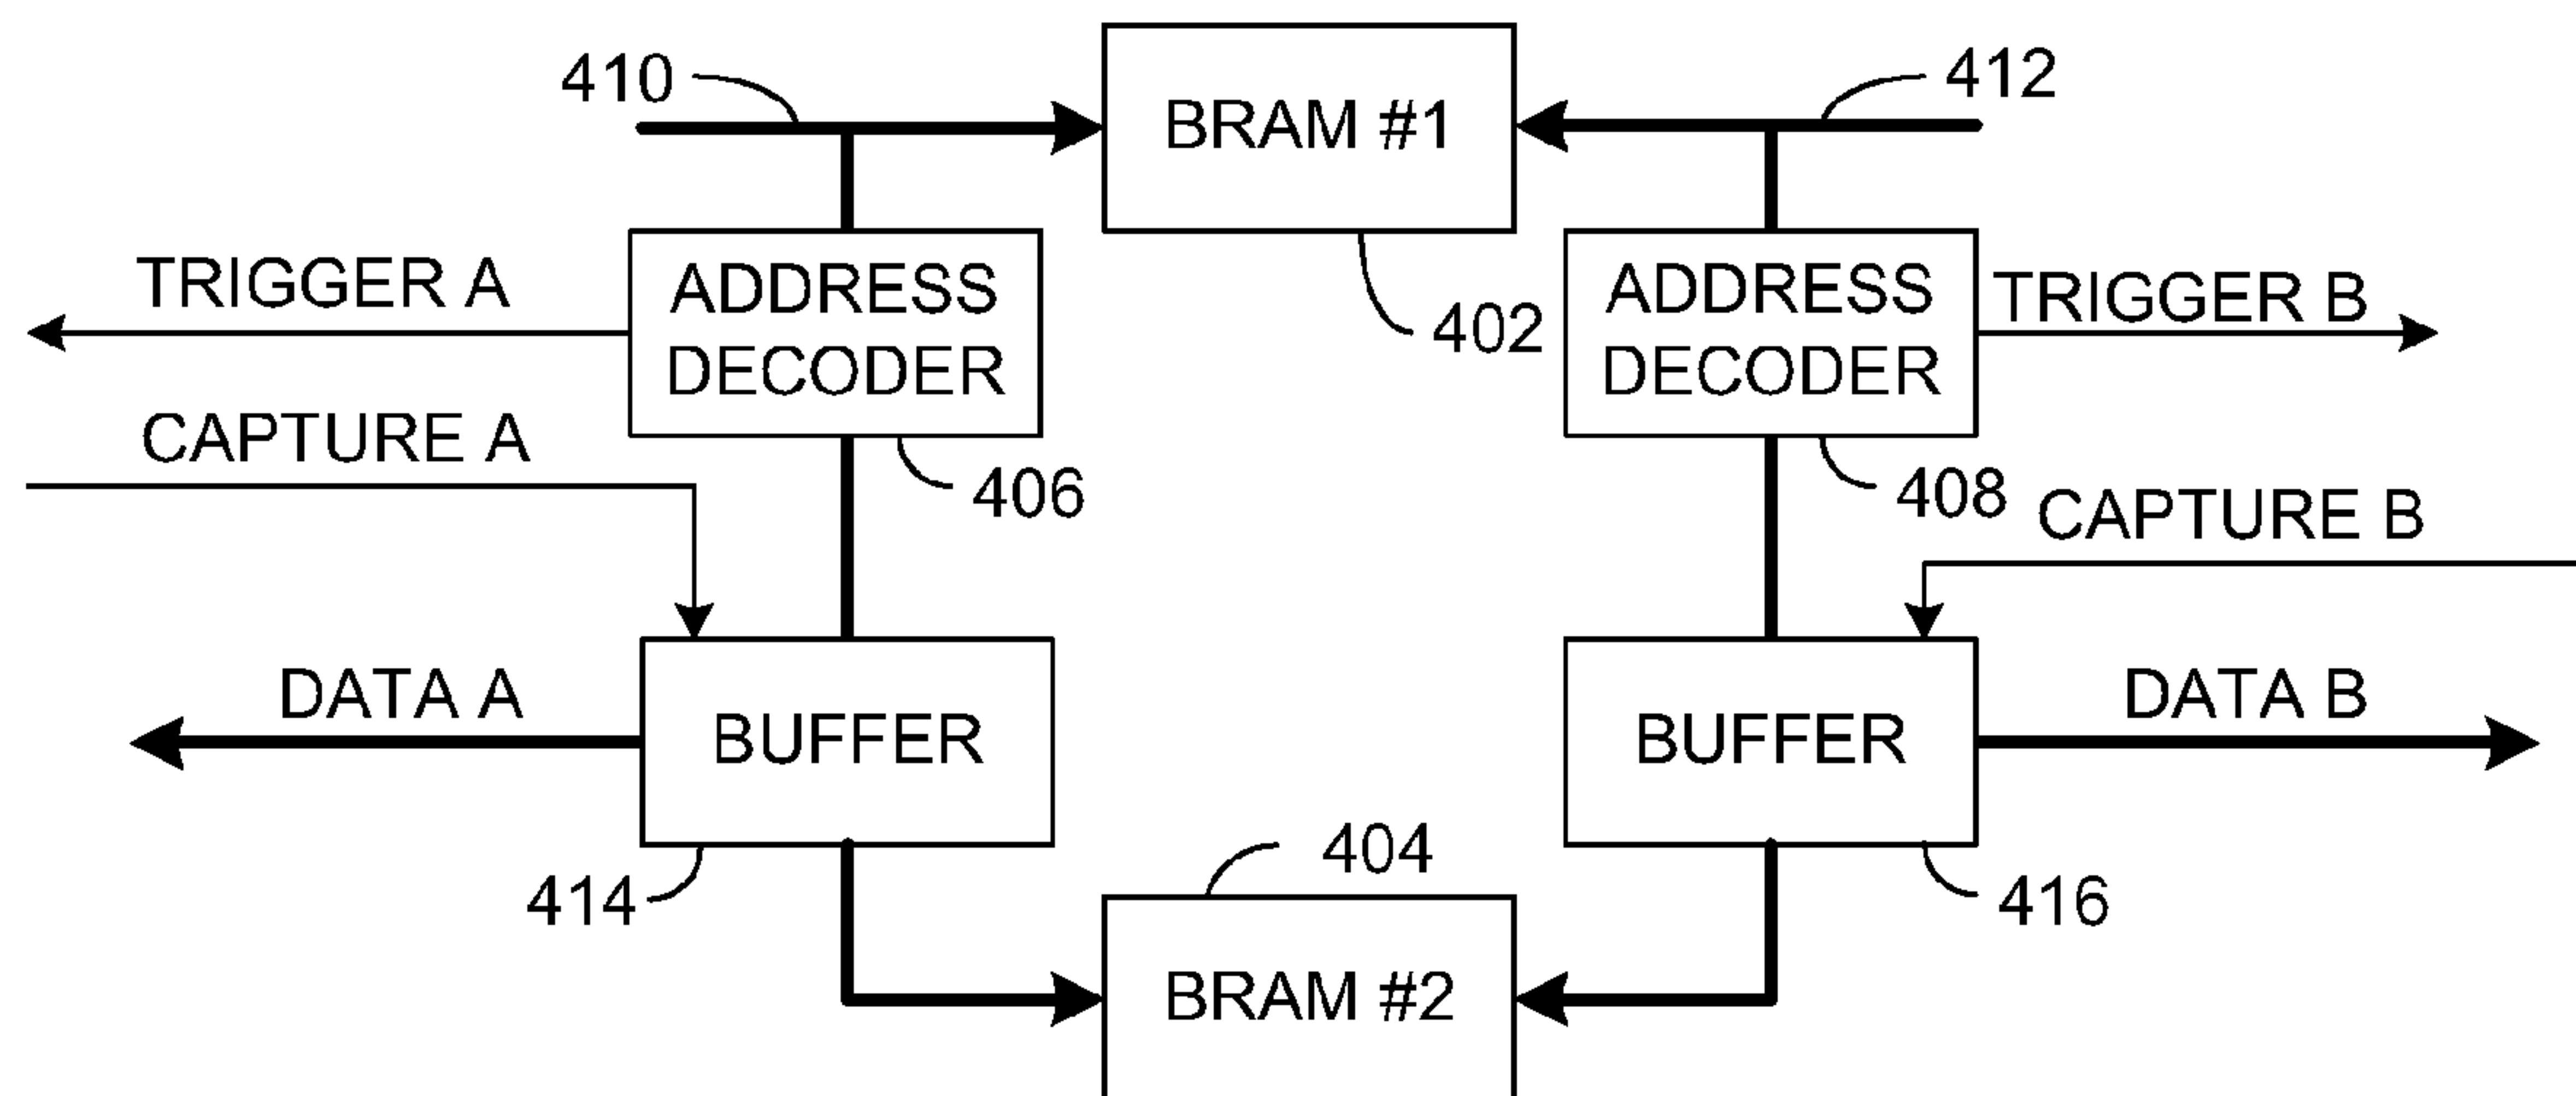 410
BRAM #1
412
TRIGGER A
ADDRESS
DECODER
402
ADDRESS
DECODER
TRIGGER B
CAPTURE A
406
408
CAPTURE B
DATA A
BUFFER
BUFFER
DATA B
414
404
416
BRAM #2